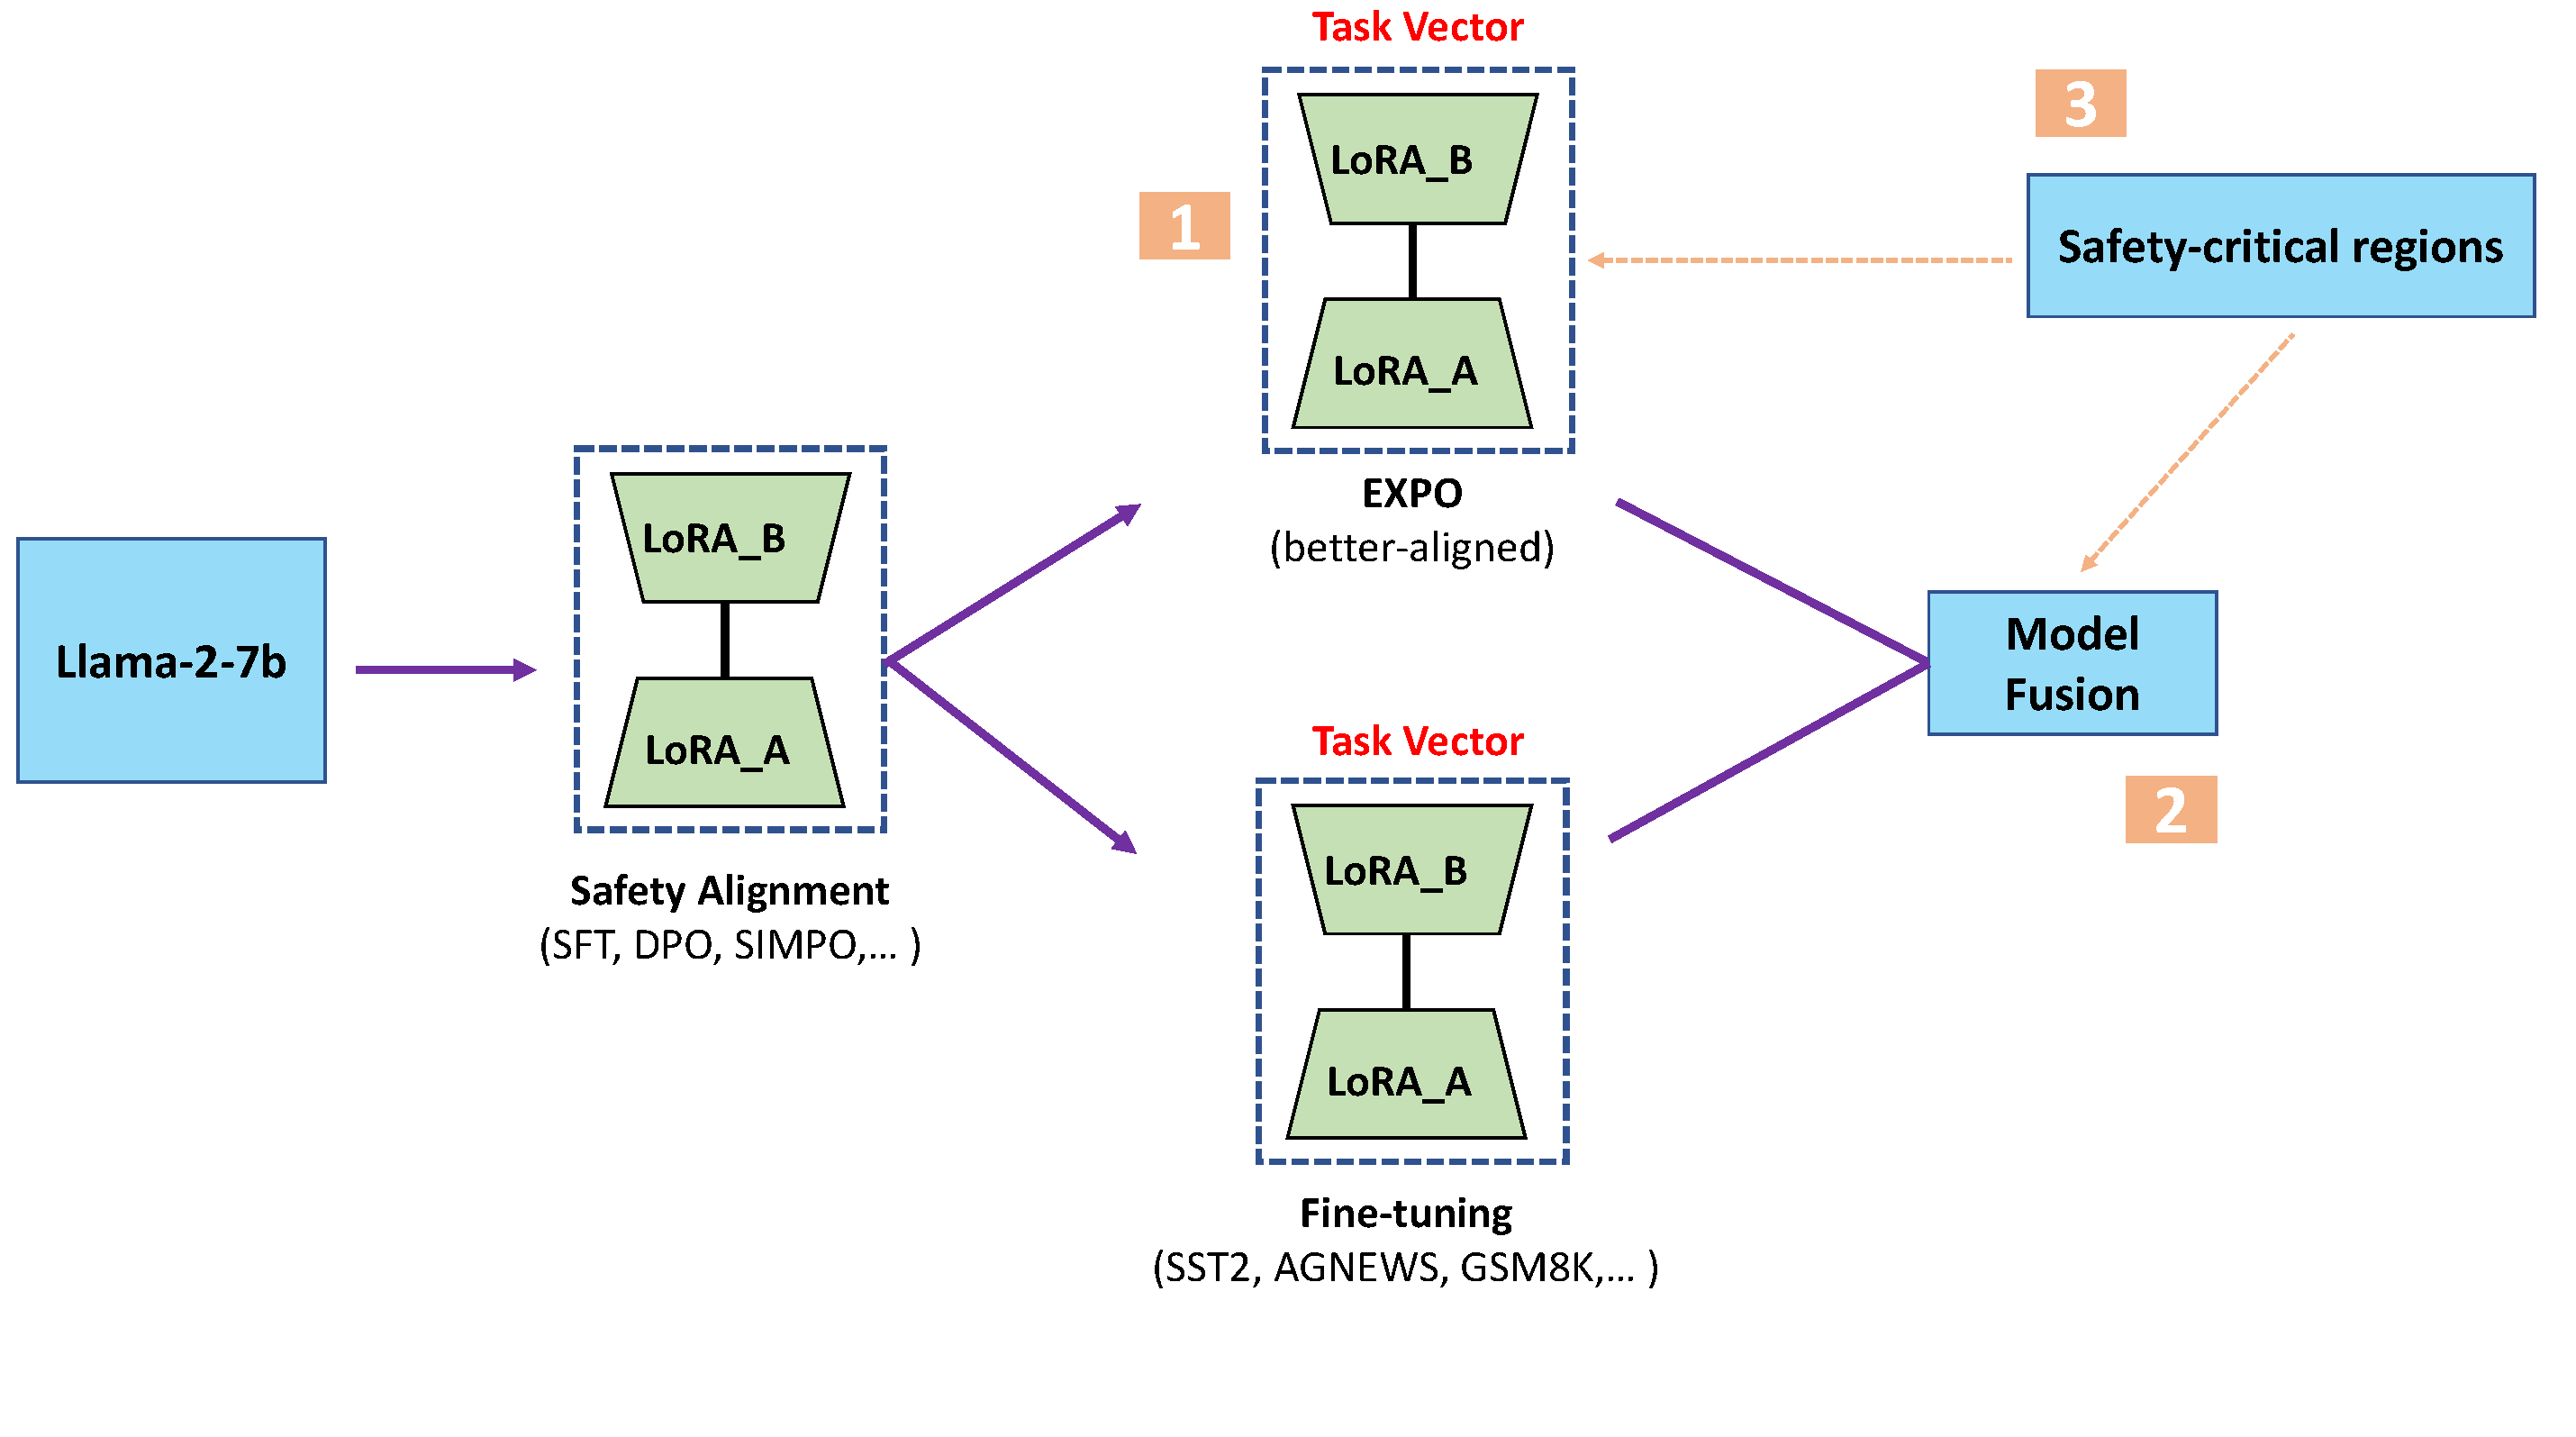 Task Vector
LoRA_B
LoRA_A
1
EXPO
(better-aligned)
3
Safety-critical regions
Llama-2-7b
LoRA_B
LoRA_A
Safety Alignment
(SFT, DPO, SIMPO,... )
Model
Fusion
2
Task Vector
LoRA_B
LoRA_A
Fine-tuning
(SST2, AGNEWS, GSM8K,... )